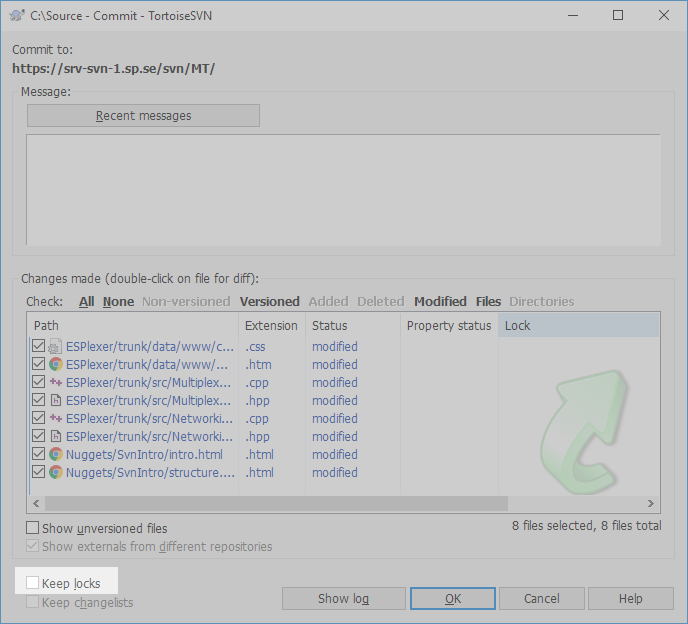 C:\Source - Commit - TortoiseSVN
Commit to:
https://srv-svn-1.sp.se/svn/MT/
Message:
Recent messages
Changes made (double-click on file for diff):
Check: All None Non-versioned Versioned Added Deleted Modified Files Directories
Path Extension Status Property status Lock
ESPlexer/trunk/data/www/c... .css modified
ESPlexer/trunk/data/www/... .htm modified
ESPlexer/trunk/src/Multiplex... .cpp modified
ESPlexer/trunk/src/Multiplex... .hpp modified
ESPlexer/trunk/src/Networki... .cpp modified
ESPlexer/trunk/src/Networki... .hpp modified
Nuggets/SvnIntro/intro.html .html modified
Nuggets/SvnIntro/structure.... .html modified
Show unversioned files
8 files selected, 8 files total
Show externals from different repositories
Keep locks
Keep changelists
Show log OK Cancel Help